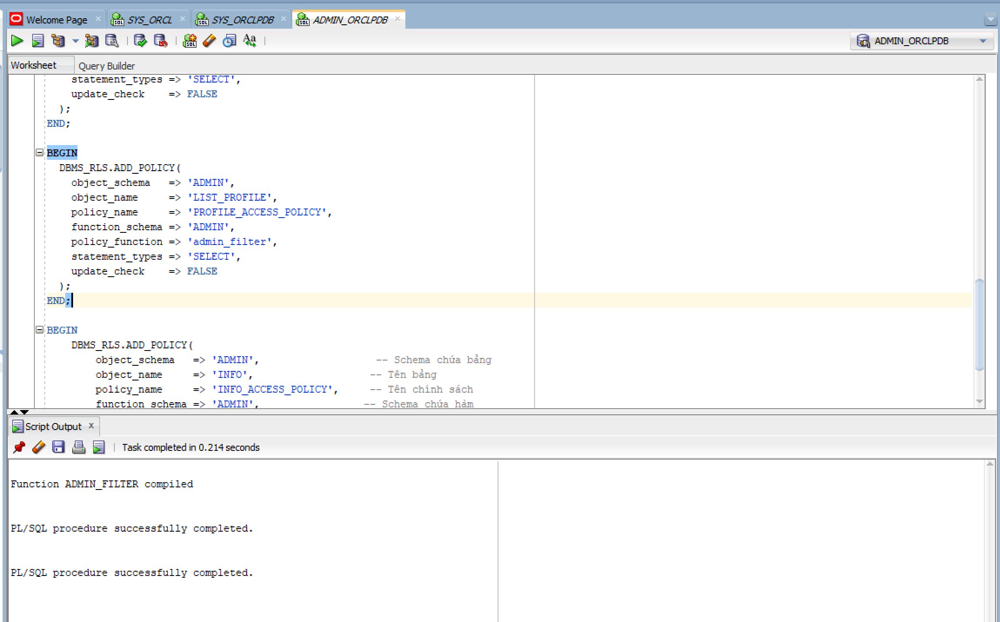 Welcome Page
SYS_ORCL
SYS_ORCLPDB
ADMIN_ORCLPDB
ADMIN_ORCLPDB
Worksheet
Query Builder
statement_types => 'SELECT',
update_check => FALSE
);
END;
BEGIN
DBMS_RLS.ADD_POLICY(
object_schema => 'ADMIN',
object_name => 'LIST_PROFILE',
policy_name => 'PROFILE_ACCESS_POLICY',
function_schema => 'ADMIN',
policy_function => 'admin_filter',
statement_types => 'SELECT',
update_check => FALSE
);
END;
BEGIN
DBMS_RLS.ADD_POLICY(
object_schema => 'ADMIN', -- Schema chứa bảng
object_name => 'INFO', -- Tên bảng
policy_name => 'INFO_ACCESS_POLICY', -- Tên chính sách
function_schema => 'ADMIN', -- Schema chứa hàm
Script Output
Task completed in 0.214 seconds
Function ADMIN_FILTER compiled
PL/SQL procedure successfully completed.
PL/SQL procedure successfully completed.